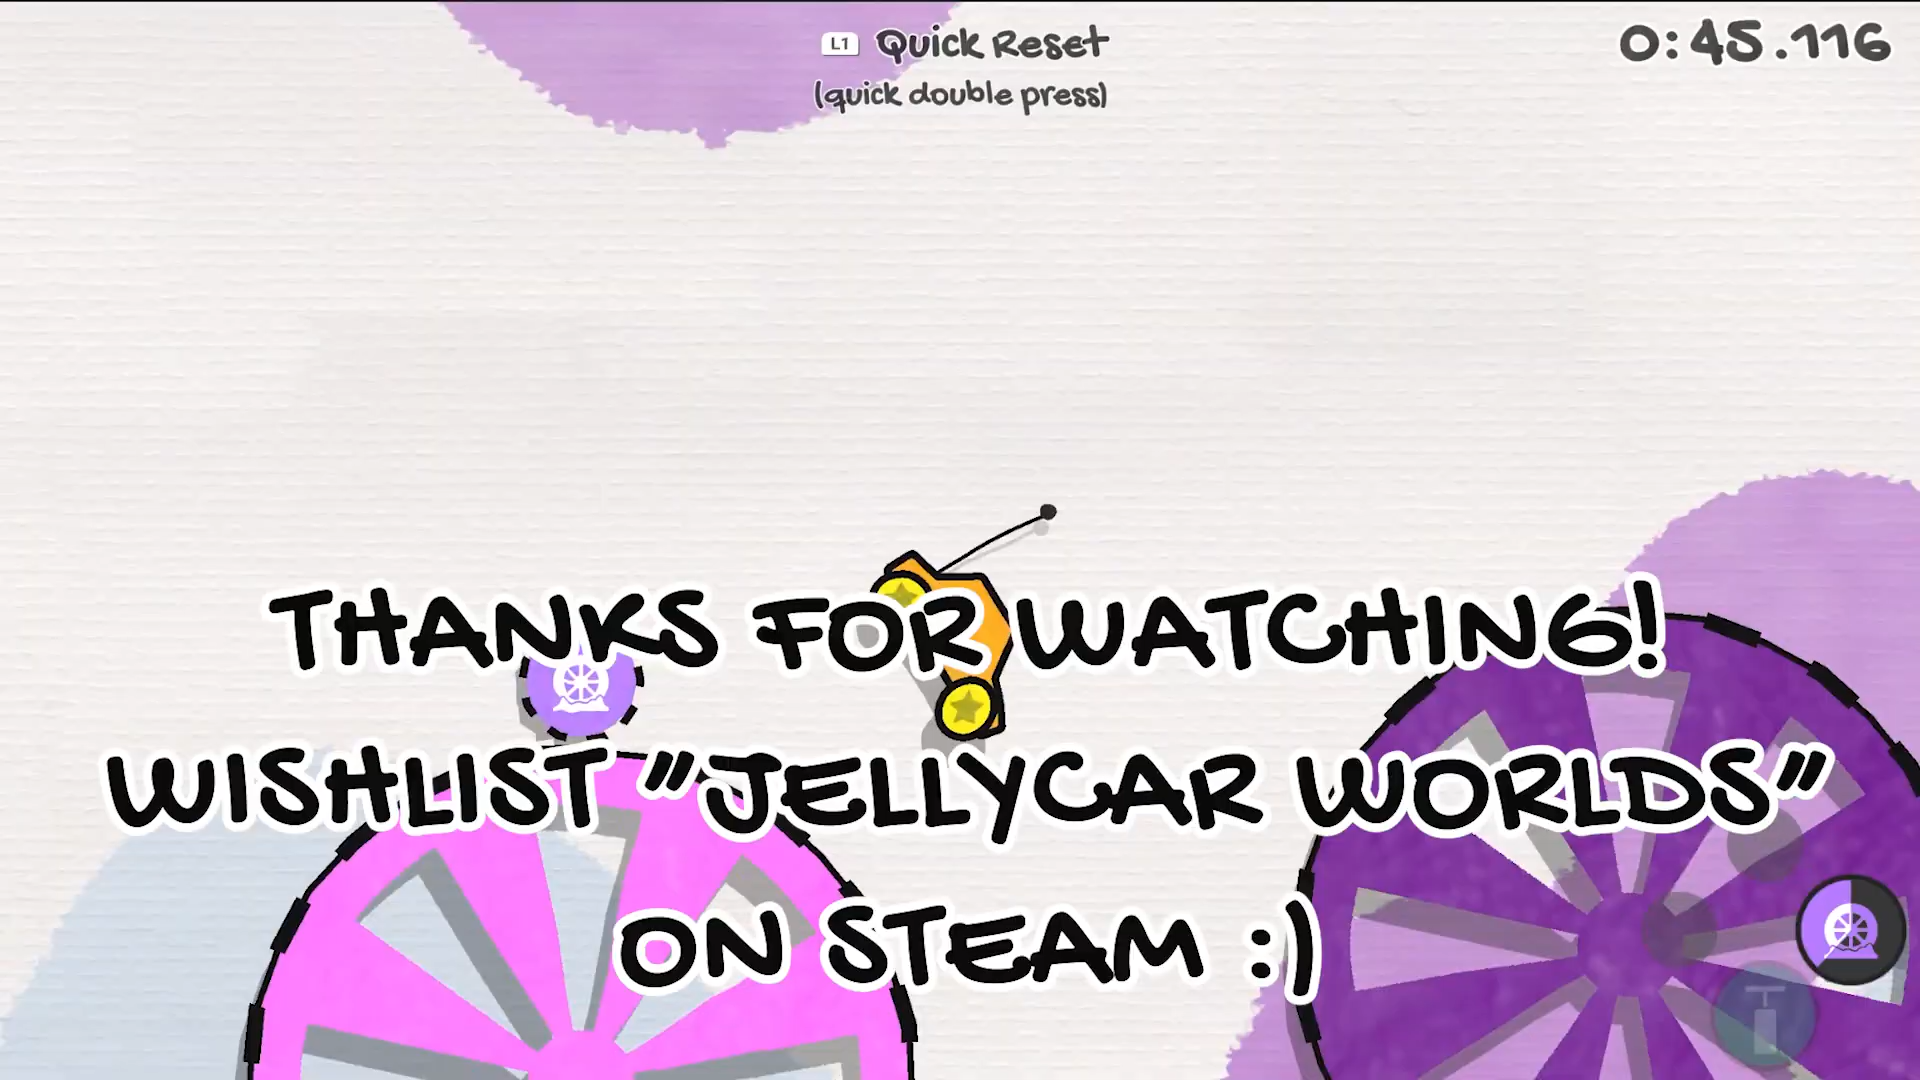 L1 Quick Reset
(quick double press)
0:45.116
THANKS FOR WATCHING!
WISHLIST "JELLYCAR WORLDS"
ON STEAM :)